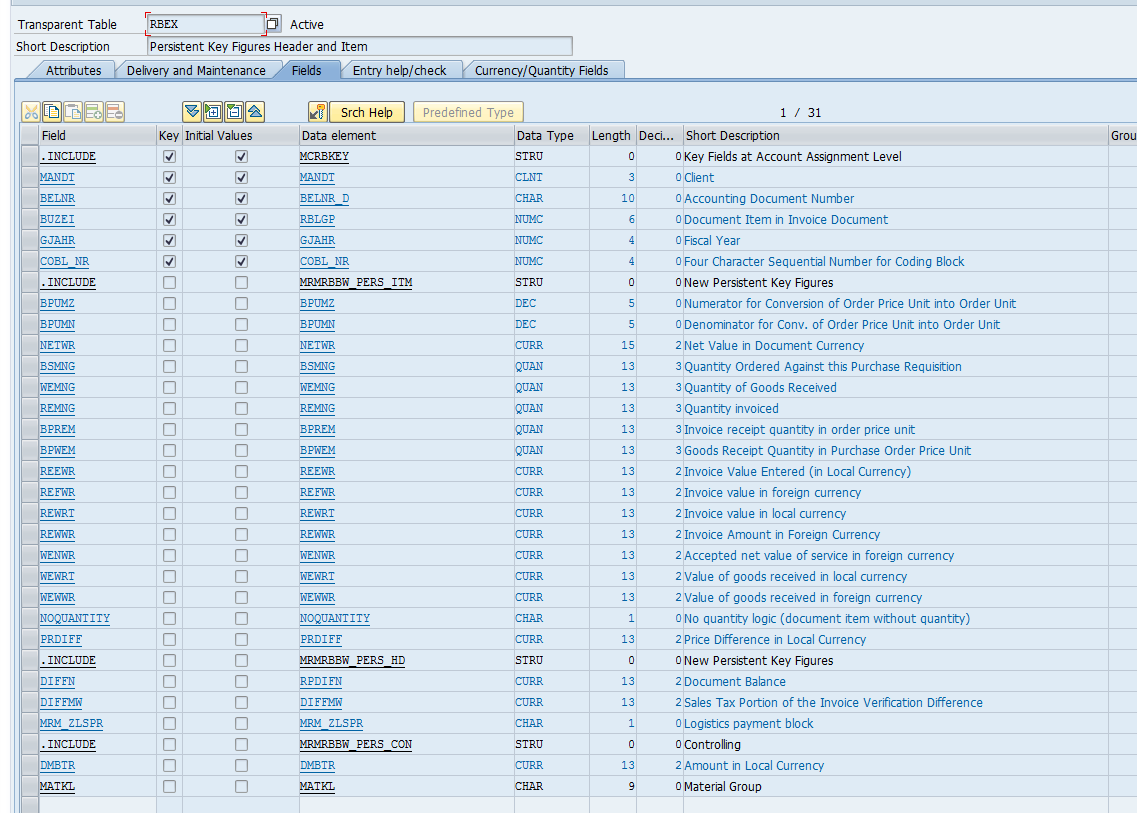 Transparent Table RBEX Active
Short Description Persistent Key Figures Header and Item
Attributes Delivery and Maintenance Fields Entry help/check Currency/Quantity Fields
Srch Help Predefined Type 1 / 31
Field Key Initial Values Data element Data Type Length Deci... Short Description Grou
.INCLUDE MCRBKEY STRU 0 0 Key Fields at Account Assignment Level
MANDT MANDT CLNT 3 0 Client
BELNR BELNR_D CHAR 10 0 Accounting Document Number
BUZEI RBLGP NUMC 6 0 Document Item in Invoice Document
GJAHR GJAHR NUMC 4 0 Fiscal Year
COBL_NR COBL_NR NUMC 4 0 Four Character Sequential Number for Coding Block
.INCLUDE MRMRBBW_PERS_ITM STRU 0 0 New Persistent Key Figures
BPUMZ BPUMZ DEC 5 0 Numerator for Conversion of Order Price Unit into Order Unit
BPUMN BPUMN DEC 5 0 Denominator for Conv. of Order Price Unit into Order Unit
NETWR NETWR CURR 15 2 Net Value in Document Currency
BSMNG BSMNG QUAN 13 3 Quantity Ordered Against this Purchase Requisition
WEMNG WEMNG QUAN 13 3 Quantity of Goods Received
REMNG REMNG QUAN 13 3 Quantity invoiced
BPREM BPREM QUAN 13 3 Invoice receipt quantity in order price unit
BPWEM BPWEM QUAN 13 3 Goods Receipt Quantity in Purchase Order Price Unit
REEWR REEWR CURR 13 2 Invoice Value Entered (in Local Currency)
REFWR REFWR CURR 13 2 Invoice value in foreign currency
REWRT REWRT CURR 13 2 Invoice value in local currency
REWWR REWWR CURR 13 2 Invoice Amount in Foreign Currency
WENWR WENWR CURR 13 2 Accepted net value of service in foreign currency
WEWRT WEWRT CURR 13 2 Value of goods received in local currency
WEWWR WEWWR CURR 13 2 Value of goods received in foreign currency
NOQUANTITY NOQUANTITY CHAR 1 0 No quantity logic (document item without quantity)
PRDIFF PRDIFF CURR 13 2 Price Difference in Local Currency
.INCLUDE MRMRBBW_PERS_HD STRU 0 0 New Persistent Key Figures
DIFFN RPDIFN CURR 13 2 Document Balance
DIFFMW DIFFMW CURR 13 2 Sales Tax Portion of the Invoice Verification Difference
MRM_ZLSPR MRM_ZLSPR CHAR 1 0 Logistics payment block
.INCLUDE MRMRBBW_PERS_CON STRU 0 0 Controlling
DMBTR DMBTR CURR 13 2 Amount in Local Currency
MATKL MATKL CHAR 9 0 Material Group